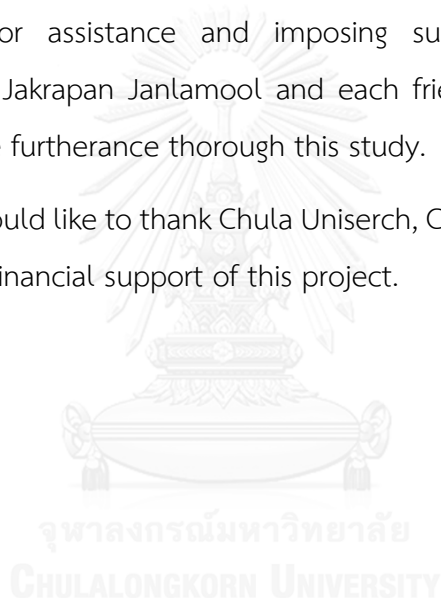 or assistance and imposing su
Jakrapan Janlamool and each frie
furtherance thorough this study.
ould like to thank Chula Uniserch, C
inancial support of this project.
จุฬาลงกรณ์มหาวิทยาลัย
CHULALONGKORN UNIVERSITY